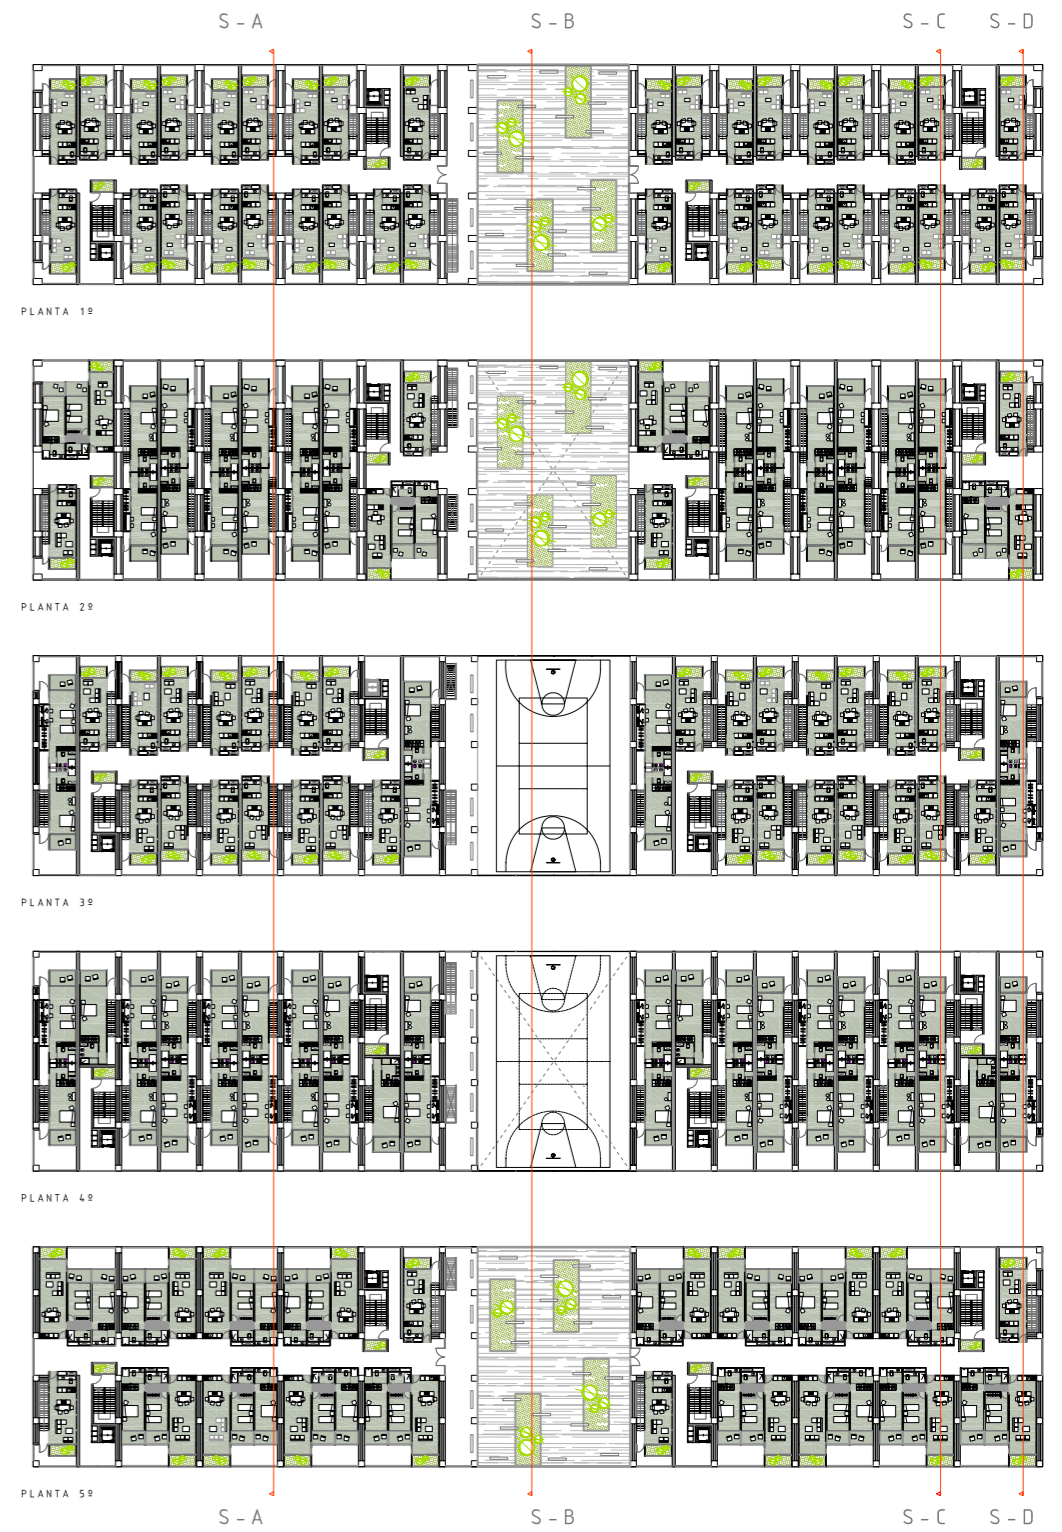 S-A S-B S-C S-D
PLANTA 1º
PLANTA 2º
PLANTA 3º
PLANTA 4º
PLANTA 5º
S-A S-B S-C S-D